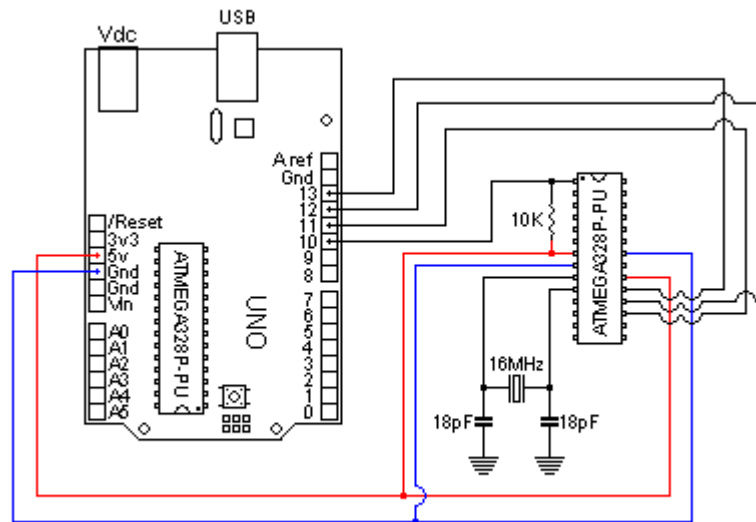 USB
Vdc
A ref
Gnd
13
12
11
10
9
8
/Reset
3v3
5v
Gnd
Gnd
Vin
7
6
5
4
3
2
1
0
A0
A1
A2
A3
A4
A5
ATMEGA328P-PU
UNO
10K
ATMEGA328P-PU
16MHz
18pF
18pF